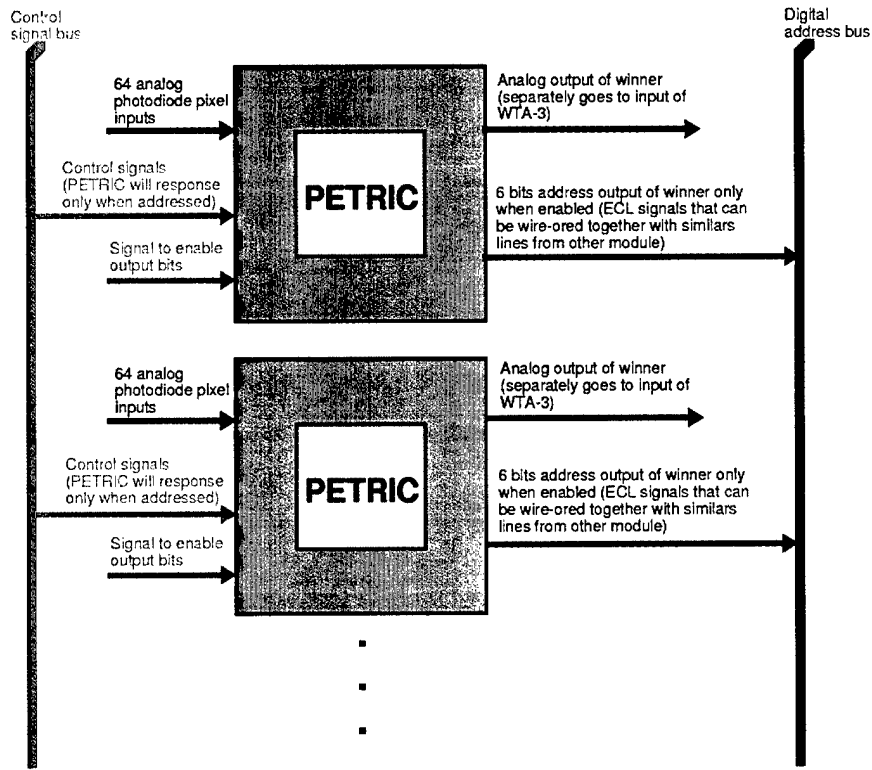 Control
signal bus
Digital
address bus
64 analog
photodiode pixel
inputs
Analog output of winner
(separately goes to input of
WTA-3)
Control signals
(PETRIC will response
only when addressed)
PETRIC
6 bits address output of winner only
when enabled (ECL signals that can
be wire-ored together with similars
lines from other module)
Signal to enable
output bits
64 analog
photodiode pixel
inputs
Analog output of winner
(separately goes to input of
WTA-3)
Control signals
(PETRIC will response
only when addressed)
PETRIC
6 bits address output of winner only
when enabled (ECL signals that can
be wire-ored together with similars
lines from other module)
Signal to enable
output bits